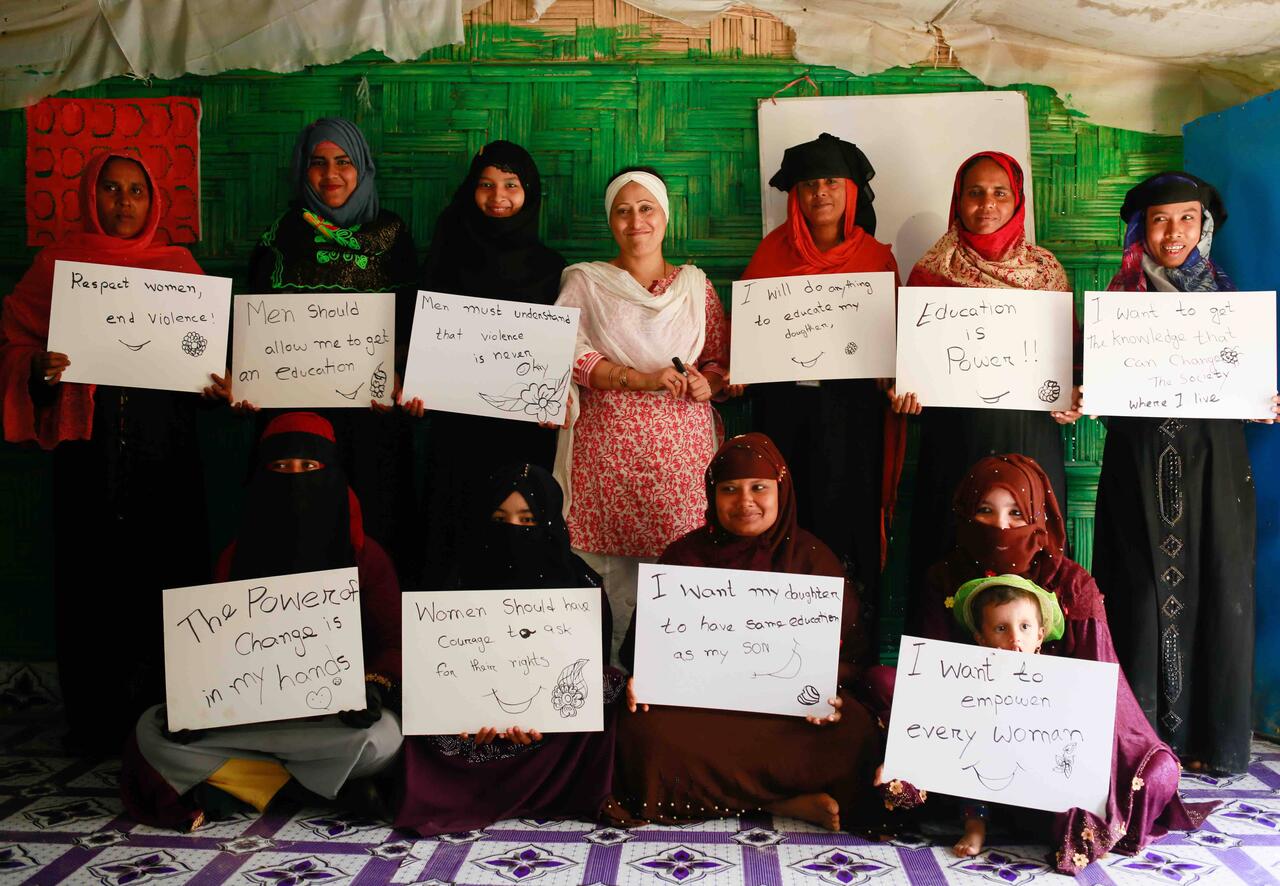 Respect women,
end violence!
Men should
allow me to get
an education
Men must understand
that violence
is never
okay
I will do anything
to educate my
doughter,
Education
is
Power!!
I want to get
The knowledge that
can Change
The Society
where I live
The Power of
Change is
in my hands!
Women Should have
Courage to ask
for their rights
I want my doughter
to have same education
as my SON
I want to
empower
every woman